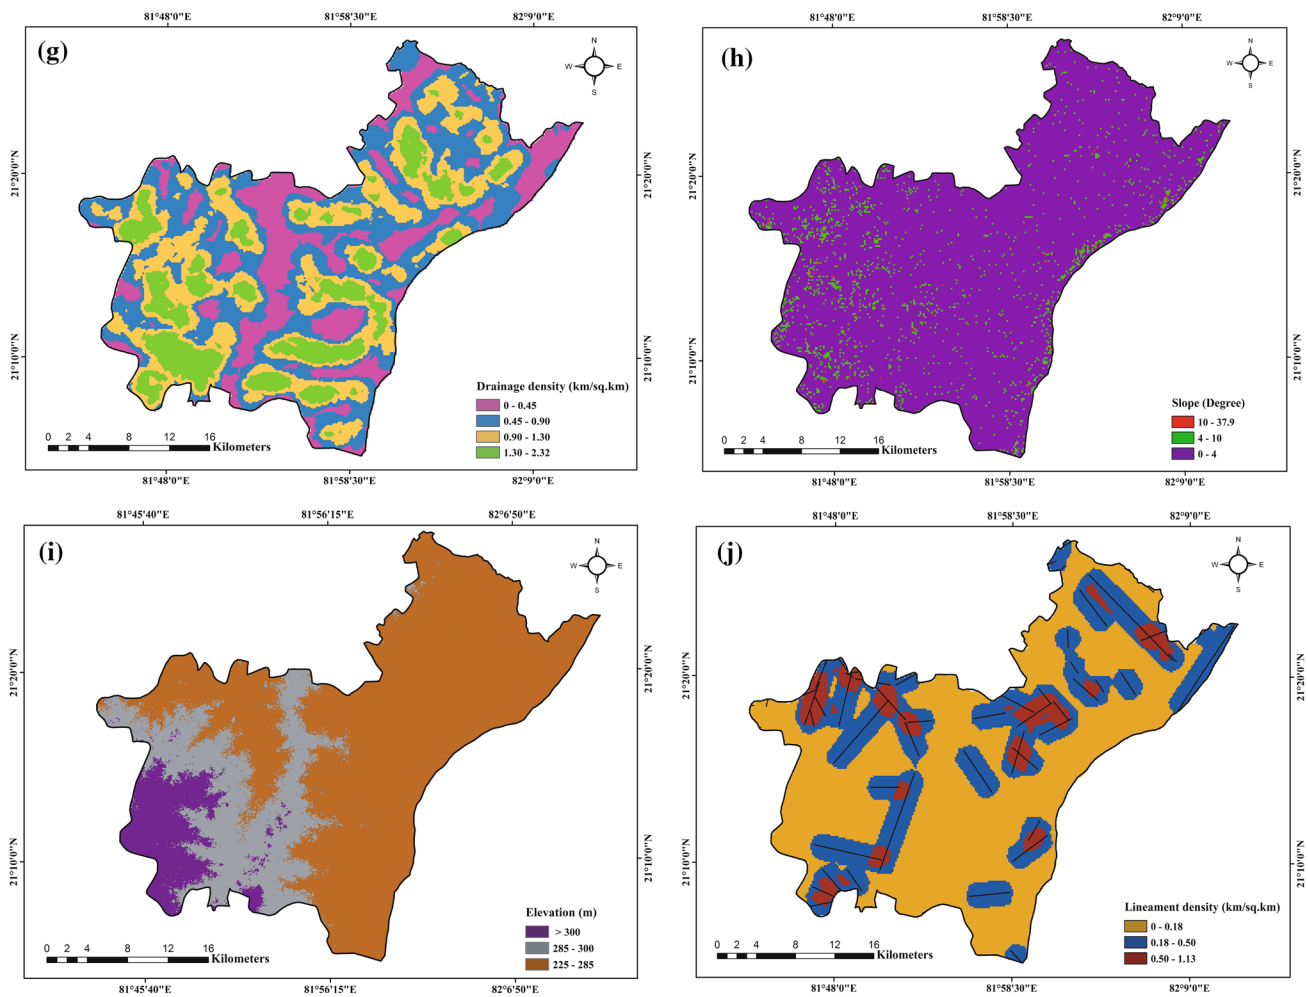 81°48'0"E 81°58'30"E 82°9'0"E
(g)
N
W E
S
21°20'0"N 21°20'0"N
21°10'0"N 21°10'0"N
Drainage density (km/sq.km)
0 - 0.45
0.45 - 0.90
0.90 - 1.30
1.30 - 2.32
0 2 4 8 12 16
Kilometers
81°48'0"E 81°58'30"E 82°9'0"E
81°48'0"E 81°58'30"E 82°9'0"E
(h)
N
W E
S
21°20'0"N 21°20'0"N
21°10'0"N 21°10'0"N
Slope (Degree)
10 - 37.9
4 - 10
0 - 4
0 2 4 8 12 16
Kilometers
81°48'0"E 81°58'30"E 82°9'0"E
81°45'40"E 81°56'15"E 82°6'50"E
(i)
N
W E
S
21°20'0"N 21°20'0"N
21°10'0"N 21°10'0"N
Elevation (m)
> 300
285 - 300
225 - 285
0 2 4 8 12 16
Kilometers
81°45'40"E 81°56'15"E 82°6'50"E
81°48'0"E 81°58'30"E 82°9'0"E
(j)
N
W E
S
21°20'0"N 21°20'0"N
21°10'0"N 21°10'0"N
Lineament density (km/sq.km)
0 - 0.18
0.18 - 0.50
0.50 - 1.13
0 2 4 8 12 16
Kilometers
81°48'0"E 81°58'30"E 82°9'0"E